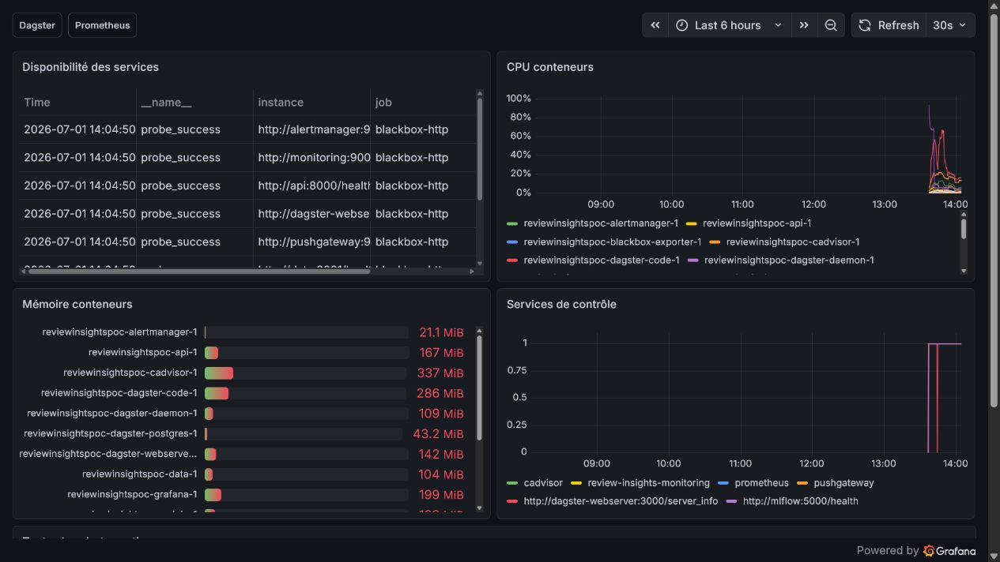 Dagster Prometheus
Last 6 hours Refresh 30s
Disponibilité des services
Time __name__ instance job
2026-07-01 14:04:50 probe_success http://alertmanager:9 blackbox-http
2026-07-01 14:04:50 probe_success http://monitoring:900 blackbox-http
2026-07-01 14:04:50 probe_success http://api:8000/health blackbox-http
2026-07-01 14:04:50 probe_success http://dagster-webse blackbox-http
2026-07-01 14:04:50 probe_success http://pushgateway:9 blackbox-http
CPU conteneurs
100%
80%
60%
40%
20%
0%
09:00 10:00 11:00 12:00 13:00 14:00
reviewinsightspoc-alertmanager-1 reviewinsightspoc-api-1
reviewinsightspoc-blackbox-exporter-1 reviewinsightspoc-cadvisor-1
reviewinsightspoc-dagster-code-1 reviewinsightspoc-dagster-daemon-1
Mémoire conteneurs
reviewinsightspoc-alertmanager-1 21.1 MiB
reviewinsightspoc-api-1 167 MiB
reviewinsightspoc-cadvisor-1 337 MiB
reviewinsightspoc-dagster-code-1 286 MiB
reviewinsightspoc-dagster-daemon-1 109 MiB
reviewinsightspoc-dagster-postgres-1 43.2 MiB
reviewinsightspoc-dagster-webserve... 142 MiB
reviewinsightspoc-data-1 104 MiB
reviewinsightspoc-grafana-1 199 MiB
Services de contrôle
1
0.75
0.5
0.25
0
09:00 10:00 11:00 12:00 13:00 14:00
cadvisor review-insights-monitoring prometheus pushgateway
http://dagster-webserver:3000/server_info http://mlflow:5000/health
Powered by Grafana